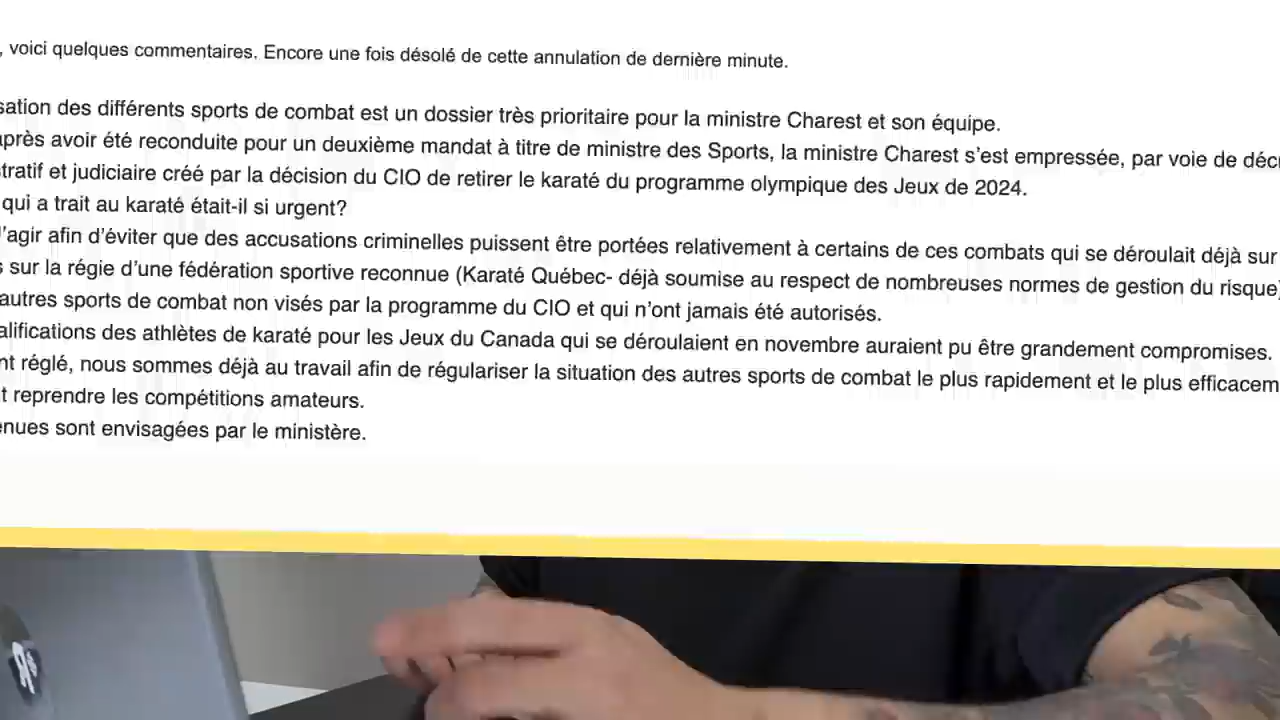 , voici quelques commentaires. Encore une fois désolé de cette annulation de dernière minute.
sation des différents sports de combat est un dossier très prioritaire pour la ministre Charest et son équipe.
après avoir été reconduite pour un deuxième mandat à titre de ministre des Sports, la ministre Charest s’est empressée, par voie de décr
tratif et judiciaire créé par la décision du CIO de retirer le karaté du programme olympique des Jeux de 2024.
qui a trait au karaté était-il si urgent?
l’agir afin d’éviter que des accusations criminelles puissent être portées relativement à certains de ces combats qui se déroulait déjà sur
s sur la régie d’une fédération sportive reconnue (Karaté Québec- déjà soumise au respect de nombreuses normes de gestion du risque)
autres sports de combat non visés par la programme du CIO et qui n’ont jamais été autorisés.
alifications des athlètes de karaté pour les Jeux du Canada qui se déroulaient en novembre auraient pu être grandement compromises.
nt réglé, nous sommes déjà au travail afin de régulariser la situation des autres sports de combat le plus rapidement et le plus efficacem
t reprendre les compétitions amateurs.
enues sont envisagées par le ministère.